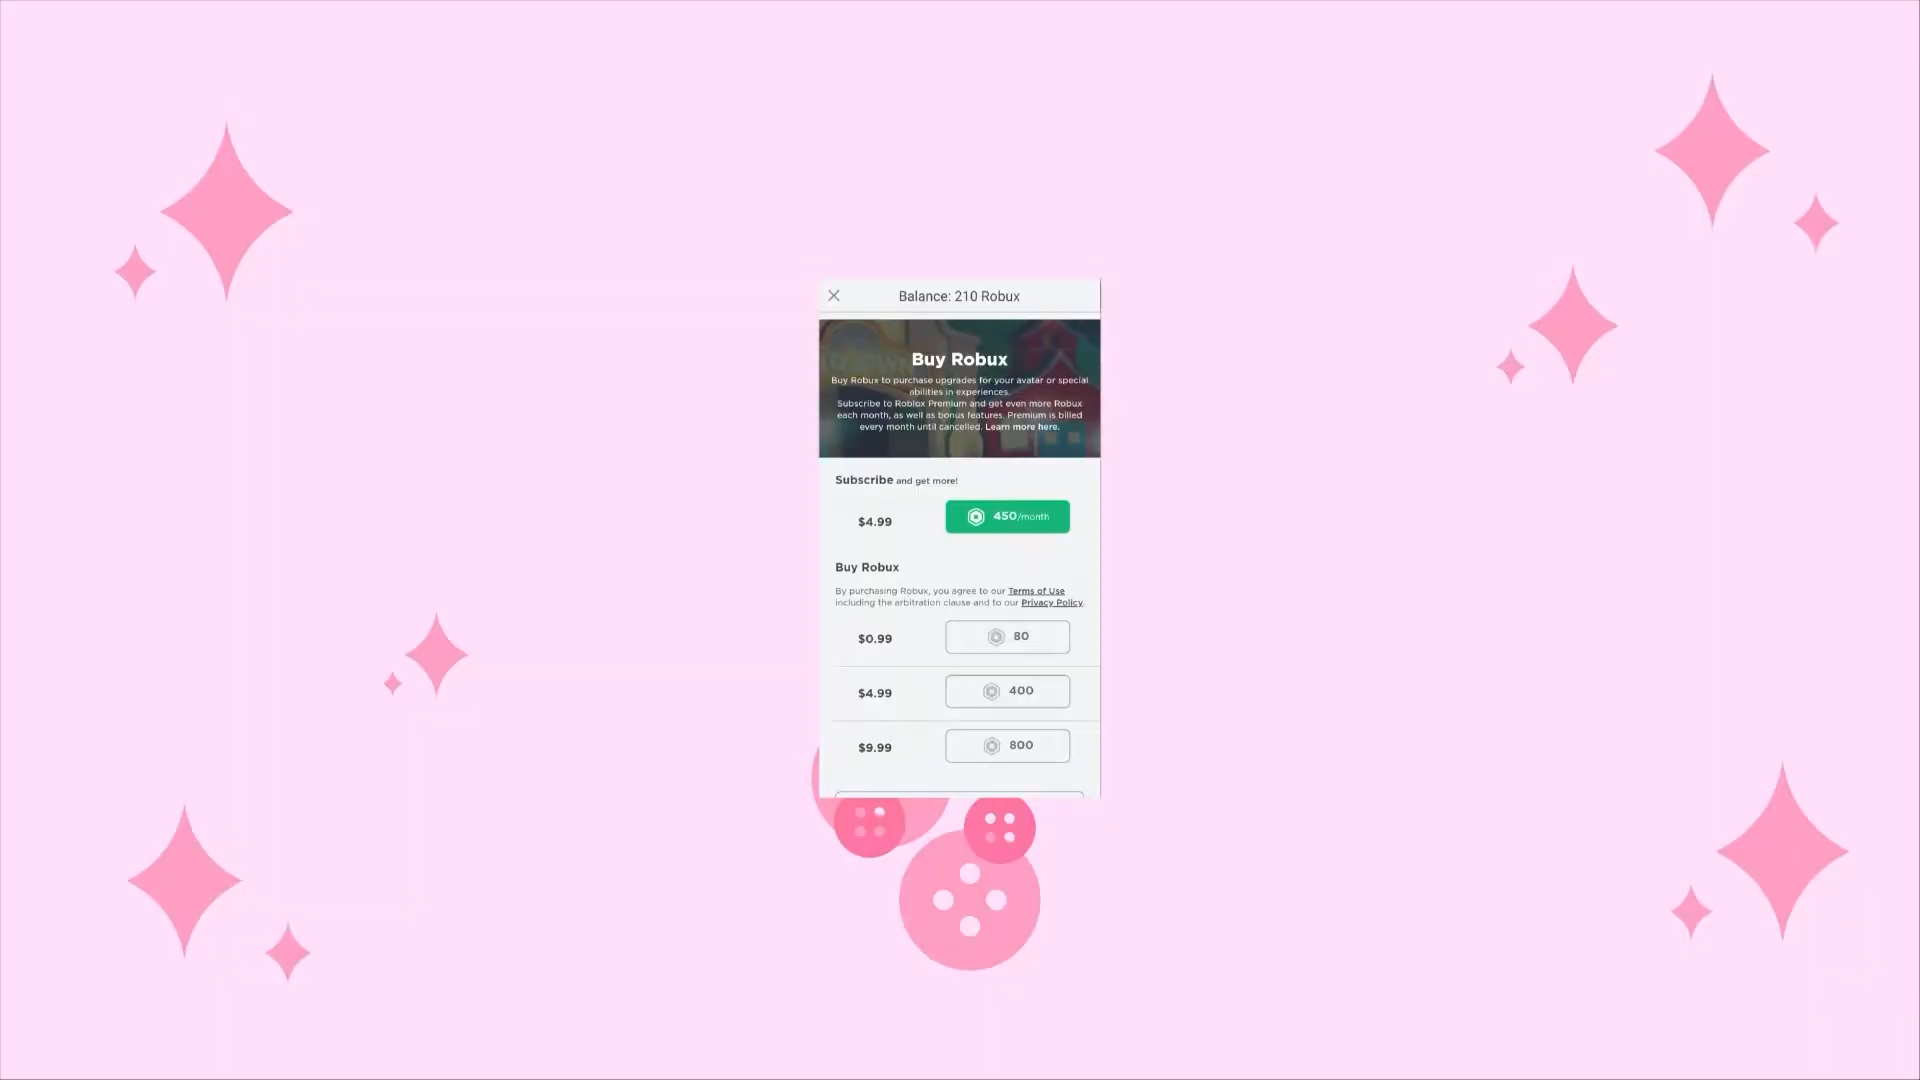 Balance: 210 Robux
Buy Robux
Buy Robux to purchase upgrades for your avatar or special
abilities in experiences.
Subscribe to Roblox Premium and get even more Robux
each month, as well as bonus features. Premium is billed
every month until cancelled. Learn more here.
Subscribe and get more!
$4.99 450/month
Buy Robux
By purchasing Robux, you agree to our Terms of Use
including the arbitration clause and to our Privacy Policy.
$0.99 80
$4.99 400
$9.99 800